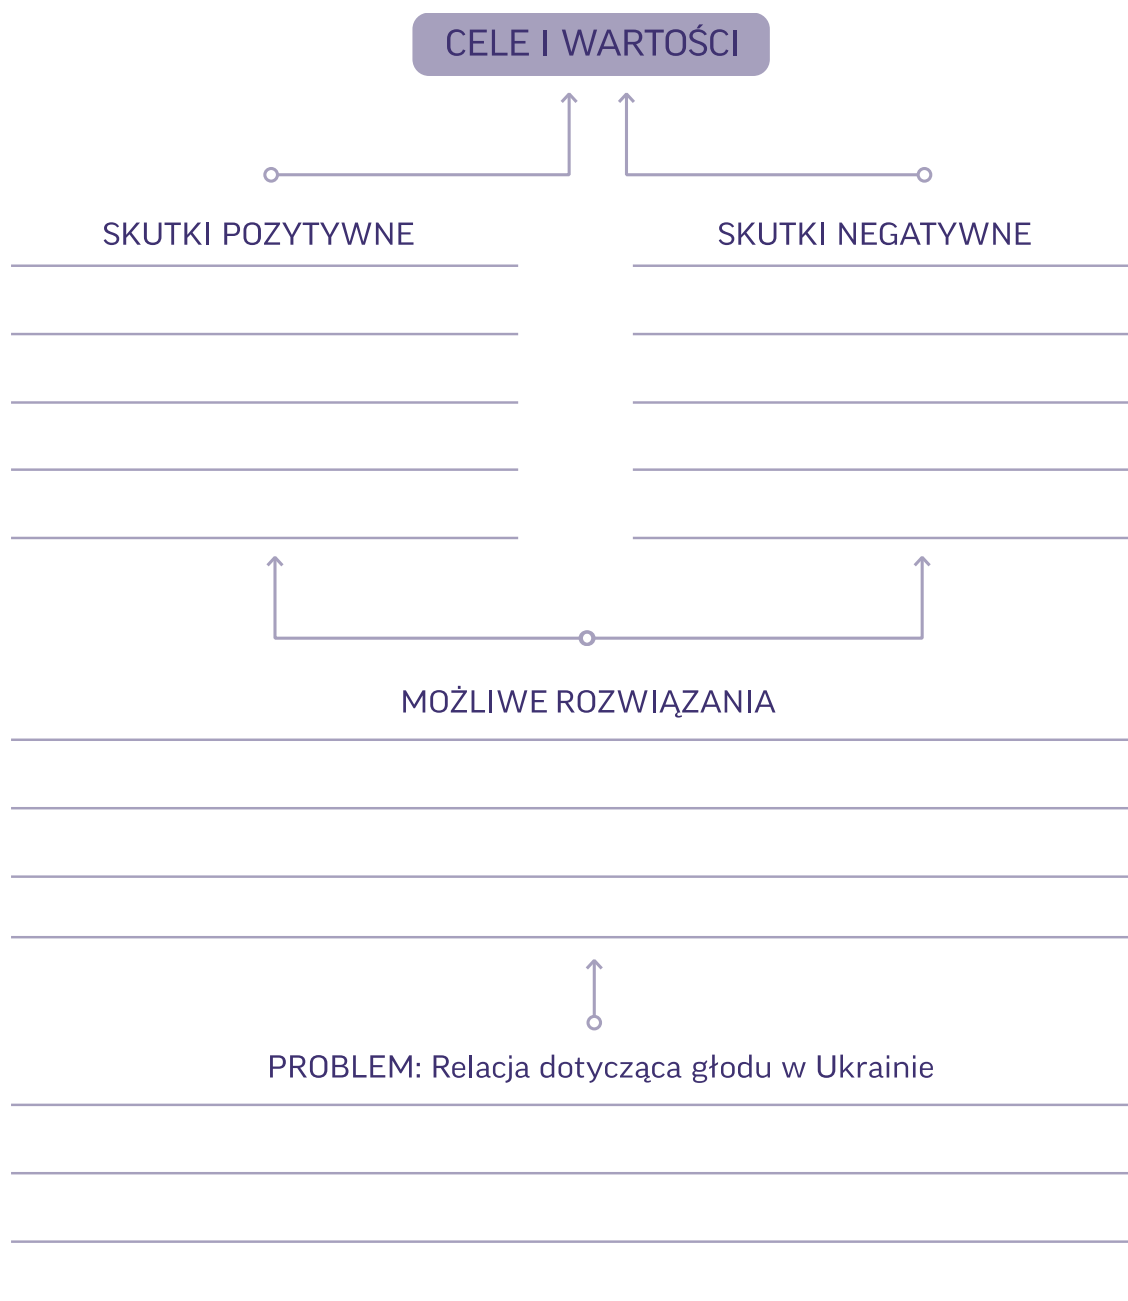 CELE I WARTOŚCI
SKUTKI POZYTYWNE
SKUTKI NEGATYWNE
MOŻLIWE ROZWIĄZANIA
PROBLEM: Relacja dotycząca głodu w Ukrainie